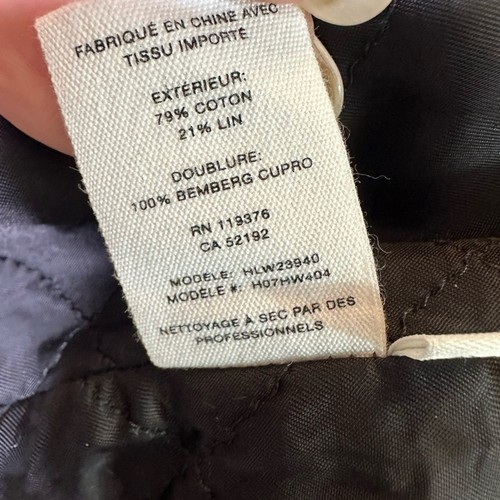 FABRIQUÉ EN CHINE AVEC
TISSU IMPORTÉ
EXTÉRIEUR:
79% COTON
21% LIN
DOUBLURE:
100% BEMBERG CUPRO
RN 119376
CA 52192
MODELE: HLW23940
MODÈLE #: H07HW404
NETTOYAGE À SEC PAR DES
PROFESSIONNELS